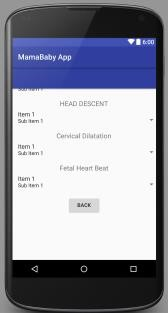 6:00
MamaBaby App
Sub Item 1
HEAD DESCENT
Item 1
Sub Item 1
Cervical Dilatation
Item 1
Sub Item 1
Fetal Heart Beat
Item 1
Sub Item 1
BACK